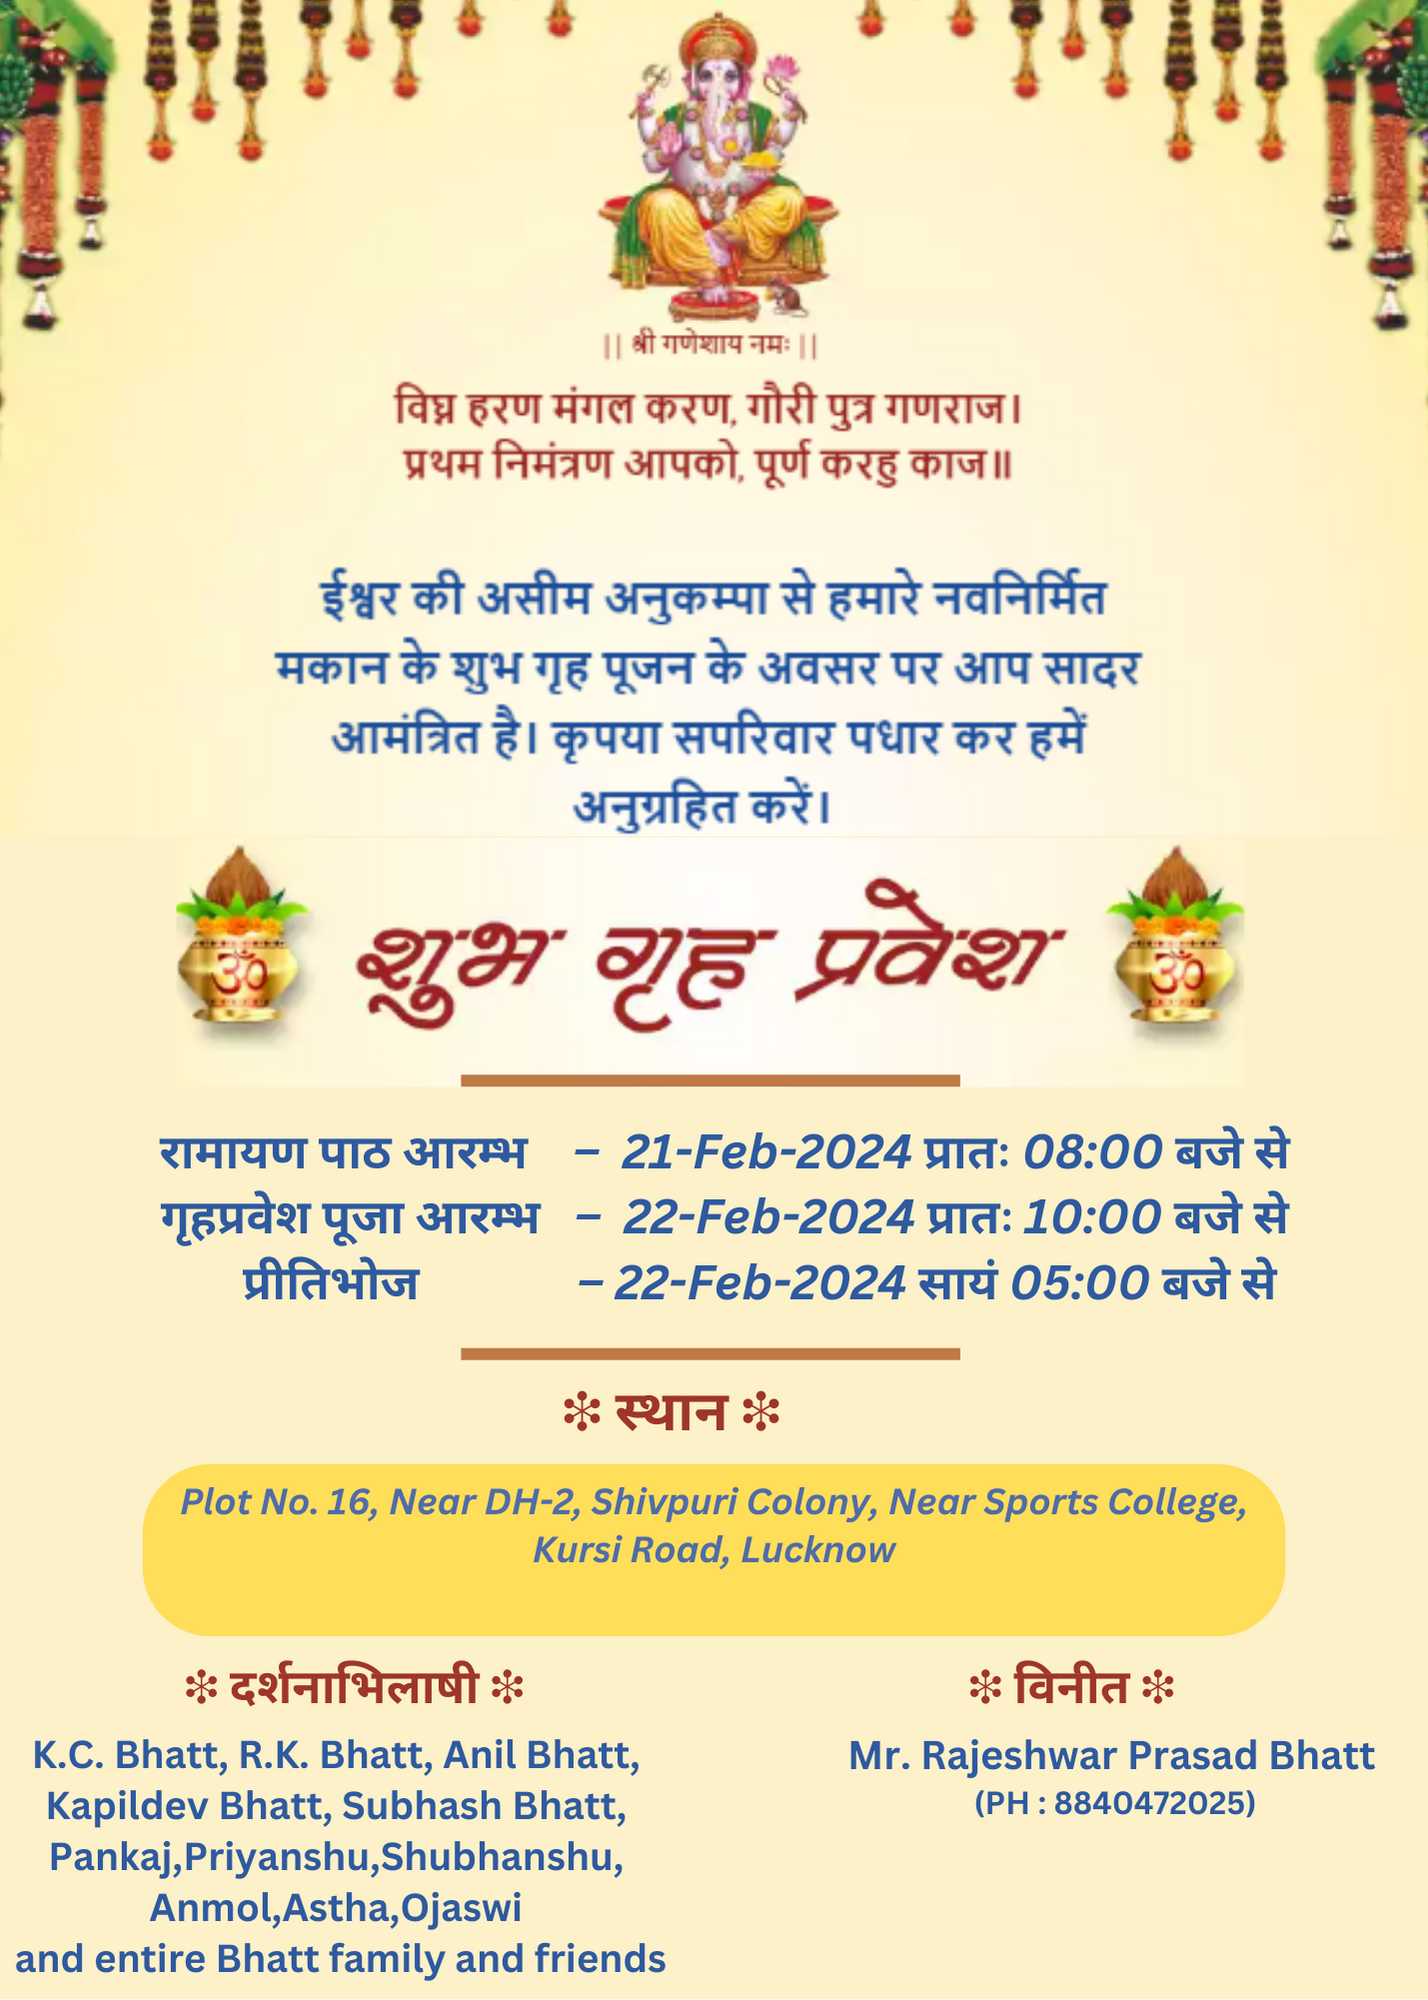 || श्री गणेशाय नमः ||
विघ्न हरण मंगल करण, गौरी पुत्र गणराज।
प्रथम निमंत्रण आपको, पूर्ण करहु काज॥
ईश्वर की असीम अनुकम्पा से हमारे नवनिर्मित
मकान के शुभ गृह पूजन के अवसर पर आप सादर
आमंत्रित है। कृपया सपरिवार पधार कर हमें
अनुग्रहित करें।
ॐ शुभ गृह प्रवेश ॐ
रामायण पाठ आरम्भ – 21-Feb-2024 प्रातः 08:00 बजे से
गृहप्रवेश पूजा आरम्भ – 22-Feb-2024 प्रातः 10:00 बजे से
प्रीतिभोज – 22-Feb-2024 सायं 05:00 बजे से
❇ स्थान ❇
Plot No. 16, Near DH-2, Shivpuri Colony, Near Sports College,
Kursi Road, Lucknow
❇ दर्शनाभिलाषी ❇
K.C. Bhatt, R.K. Bhatt, Anil Bhatt,
Kapildev Bhatt, Subhash Bhatt,
Pankaj,Priyanshu,Shubhanshu,
Anmol,Astha,Ojaswi
and entire Bhatt family and friends
❇ विनीत ❇
Mr. Rajeshwar Prasad Bhatt
(PH : 8840472025)